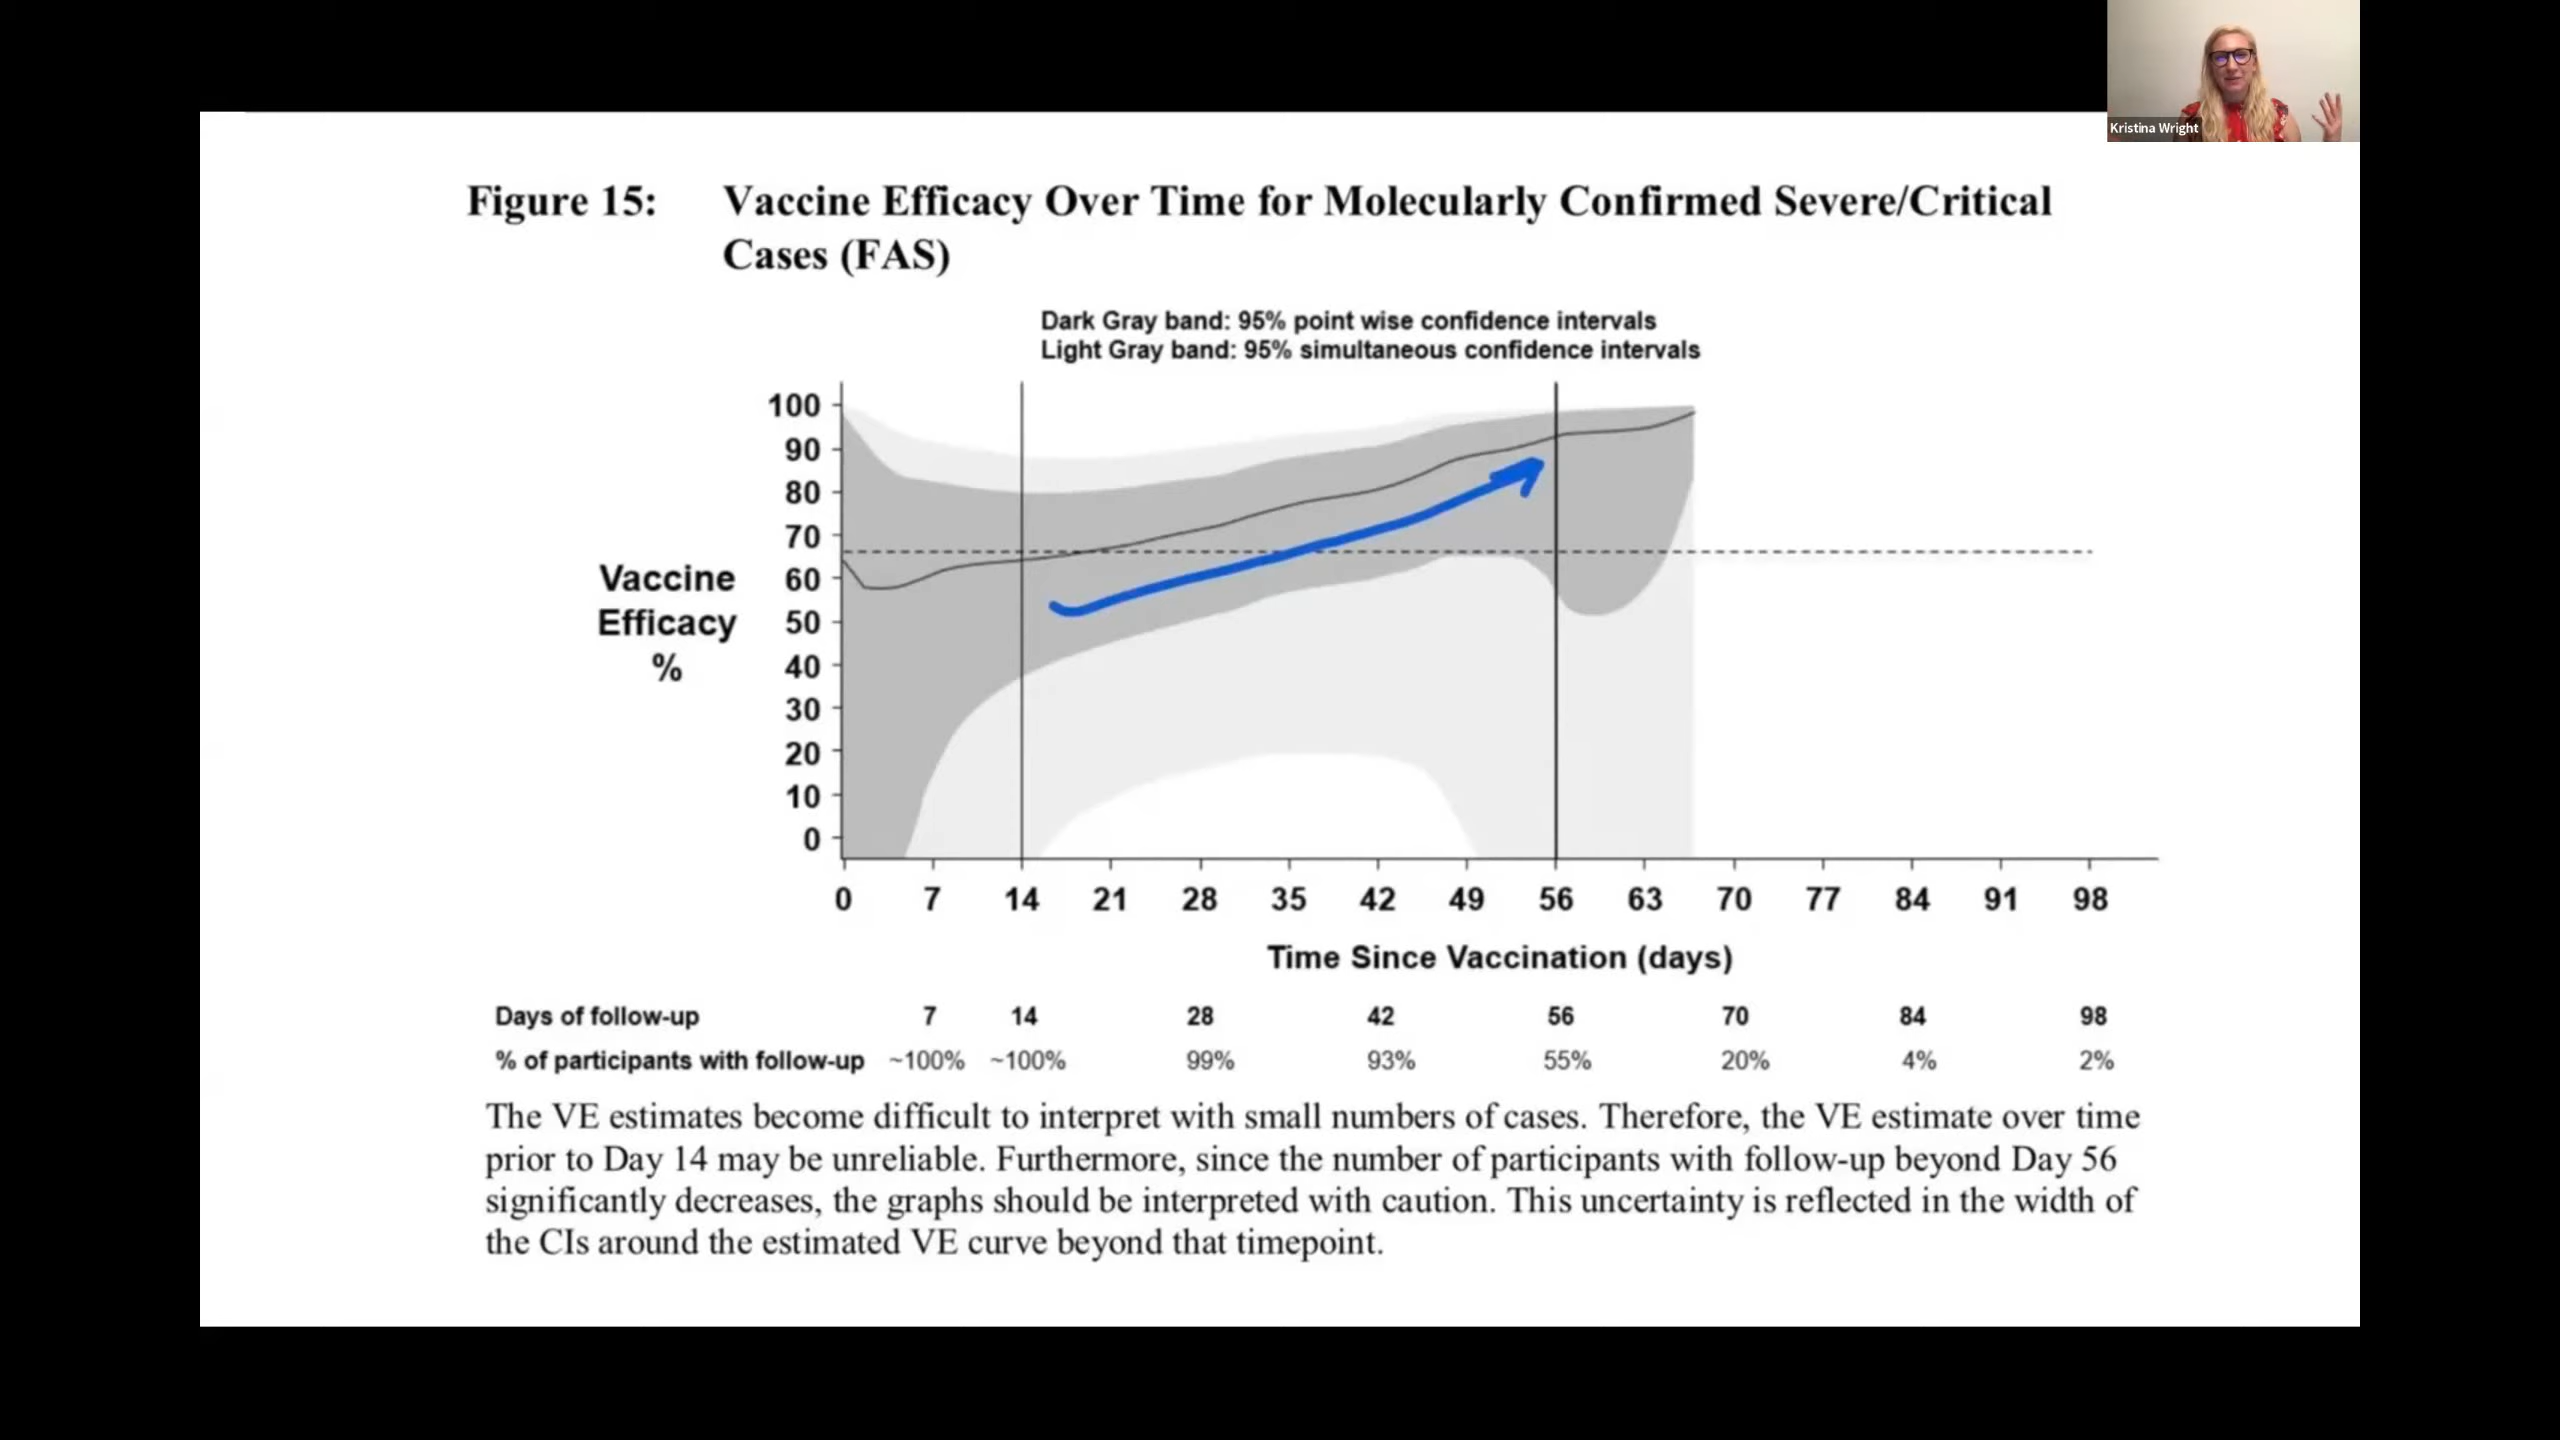 Kristina Wright
Figure 15: Vaccine Efficacy Over Time for Molecularly Confirmed Severe/Critical
Cases (FAS)
Dark Gray band: 95% point wise confidence intervals
Light Gray band: 95% simultaneous confidence intervals
100
90
80
70
60
50
40
30
20
10
0
Vaccine
Efficacy
%
0 7 14 21 28 35 42 49 56 63 70 77 84 91 98
Time Since Vaccination (days)
Days of follow-up 7 14 28 42 56 70 84 98
% of participants with follow-up ~100% ~100% 99% 93% 55% 20% 4% 2%
The VE estimates become difficult to interpret with small numbers of cases. Therefore, the VE estimate over time
prior to Day 14 may be unreliable. Furthermore, since the number of participants with follow-up beyond Day 56
significantly decreases, the graphs should be interpreted with caution. This uncertainty is reflected in the width of
the CIs around the estimated VE curve beyond that timepoint.